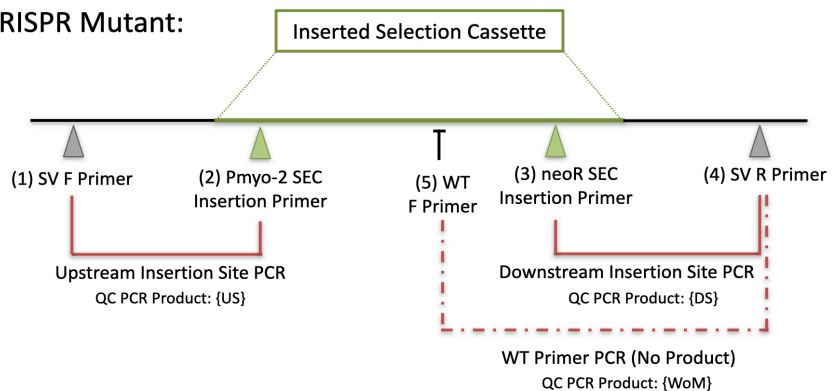 RISPR Mutant:
Inserted Selection Cassette
(1) SV F Primer
(2) Pmyo-2 SEC
Insertion Primer
(5) WT
F Primer
(3) neoR SEC
Insertion Primer
(4) SV R Primer
Upstream Insertion Site PCR
QC PCR Product: {US}
Downstream Insertion Site PCR
QC PCR Product: {DS}
WT Primer PCR (No Product)
QC PCR Product: {WoM}